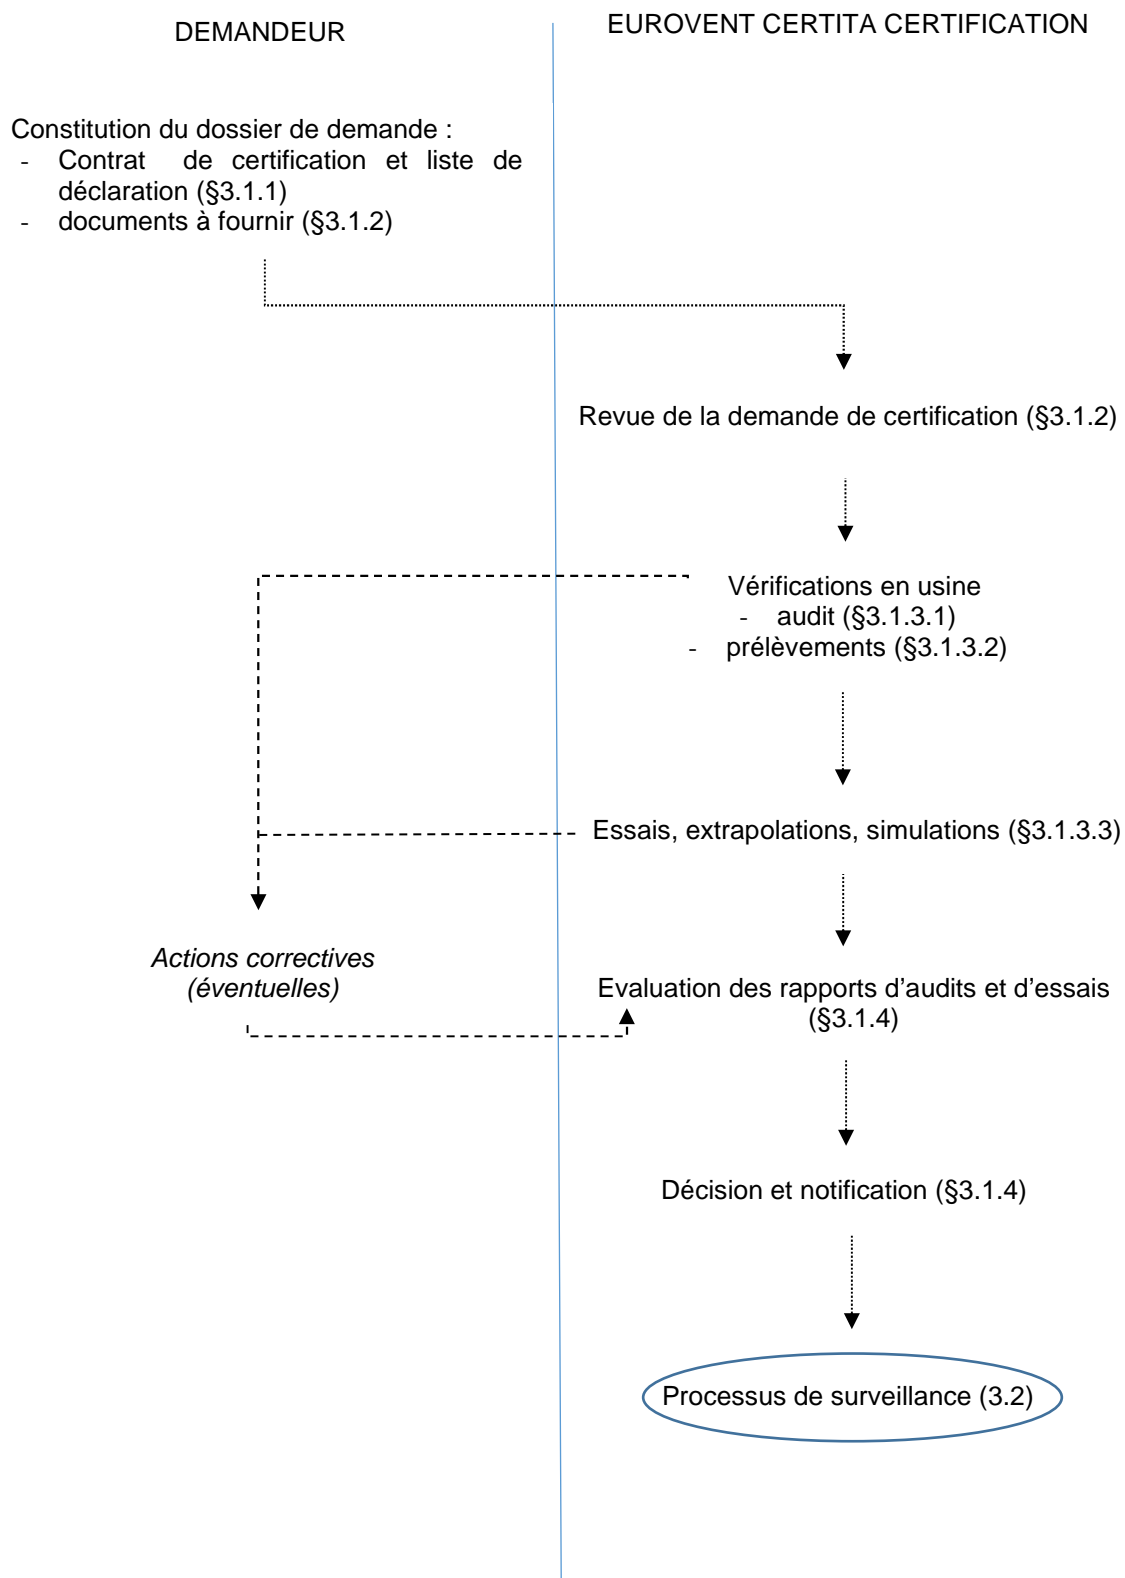 DEMANDEUR
EUROVENT CERTITA CERTIFICATION
Constitution du dossier de demande :
- Contrat de certification et liste de
déclaration (§3.1.1)
- documents à fournir (§3.1.2)
Revue de la demande de certification (§3.1.2)
Vérifications en usine
- audit (§3.1.3.1)
- prélèvements (§3.1.3.2)
Essais, extrapolations, simulations (§3.1.3.3)
Actions correctives
(éventuelles)
Evaluation des rapports d’audits et d’essais
(§3.1.4)
Décision et notification (§3.1.4)
Processus de surveillance (3.2)